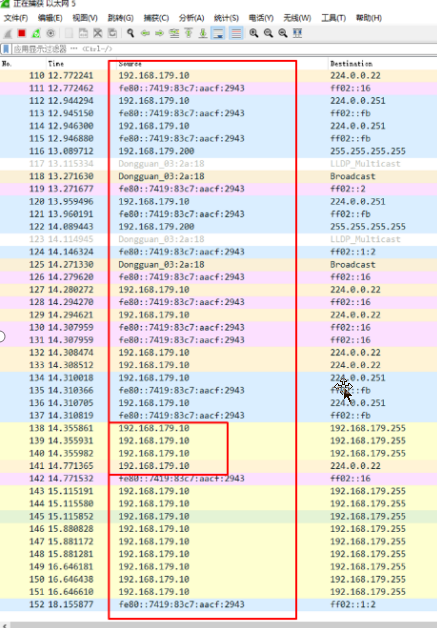 正在捕获 以太网 5
文件(F) 编辑(E) 视图(V) 跳转(G) 捕获(C) 分析(A) 统计(S) 电话(Y) 无线(W) 工具(T) 帮助(H)
应用显示过滤器 … <Ctrl-/>
No. Time Source Destination
110 12.772241 192.168.179.10 224.0.0.22
111 12.772462 fe80::7419:83c7:aacf:2943 ff02::16
112 12.944294 192.168.179.10 224.0.0.251
113 12.945150 fe80::7419:83c7:aacf:2943 ff02::fb
114 12.946300 192.168.179.10 224.0.0.251
115 12.946880 fe80::7419:83c7:aacf:2943 ff02::fb
116 13.089712 192.168.179.200 255.255.255.255
117 13.115334 Dongguan_03:2a:18 LLDP_Multicast
118 13.271630 Dongguan_03:2a:18 Broadcast
119 13.271677 fe80::7419:83c7:aacf:2943 ff02::2
120 13.959496 192.168.179.10 224.0.0.251
121 13.960191 fe80::7419:83c7:aacf:2943 ff02::fb
122 14.089443 192.168.179.200 255.255.255.255
123 14.114945 Dongguan_03:2a:18 LLDP_Multicast
124 14.146324 fe80::7419:83c7:aacf:2943 ff02::1:2
125 14.271330 Dongguan_03:2a:18 Broadcast
126 14.279620 fe80::7419:83c7:aacf:2943 ff02::16
127 14.280272 192.168.179.10 224.0.0.22
128 14.294270 fe80::7419:83c7:aacf:2943 ff02::16
129 14.294621 192.168.179.10 224.0.0.22
130 14.307959 fe80::7419:83c7:aacf:2943 ff02::16
131 14.307959 fe80::7419:83c7:aacf:2943 ff02::16
132 14.308474 192.168.179.10 224.0.0.22
133 14.308512 192.168.179.10 224.0.0.22
134 14.310018 192.168.179.10 224.0.0.251
135 14.310366 fe80::7419:83c7:aacf:2943 ff02::fb
136 14.310705 192.168.179.10 224.0.0.251
137 14.310819 fe80::7419:83c7:aacf:2943 ff02::fb
138 14.355861 192.168.179.10 192.168.179.255
139 14.355931 192.168.179.10 192.168.179.255
140 14.355982 192.168.179.10 192.168.179.255
141 14.771365 192.168.179.10 224.0.0.22
142 14.771532 fe80::7419:83c7:aacf:2943 ff02::16
143 15.115191 192.168.179.10 192.168.179.255
144 15.115580 192.168.179.10 192.168.179.255
145 15.115852 192.168.179.10 192.168.179.255
146 15.880828 192.168.179.10 192.168.179.255
147 15.881172 192.168.179.10 192.168.179.255
148 15.881281 192.168.179.10 192.168.179.255
149 16.646181 192.168.179.10 192.168.179.255
150 16.646438 192.168.179.10 192.168.179.255
151 16.646610 192.168.179.10 192.168.179.255
152 18.155877 fe80::7419:83c7:aacf:2943 ff02::1:2